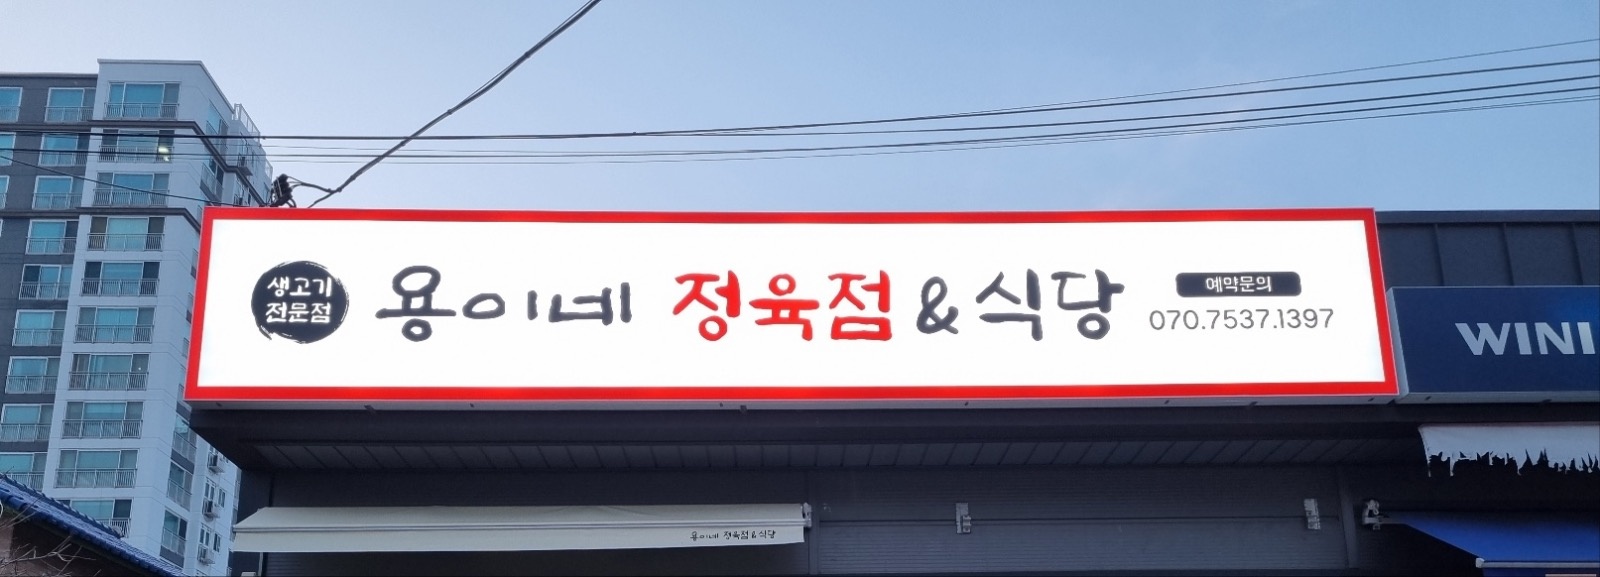 생고기
전문점
용이네 정육점 & 식당
예약문의
070.7537.1397
WINI
용이네 정육점&식당